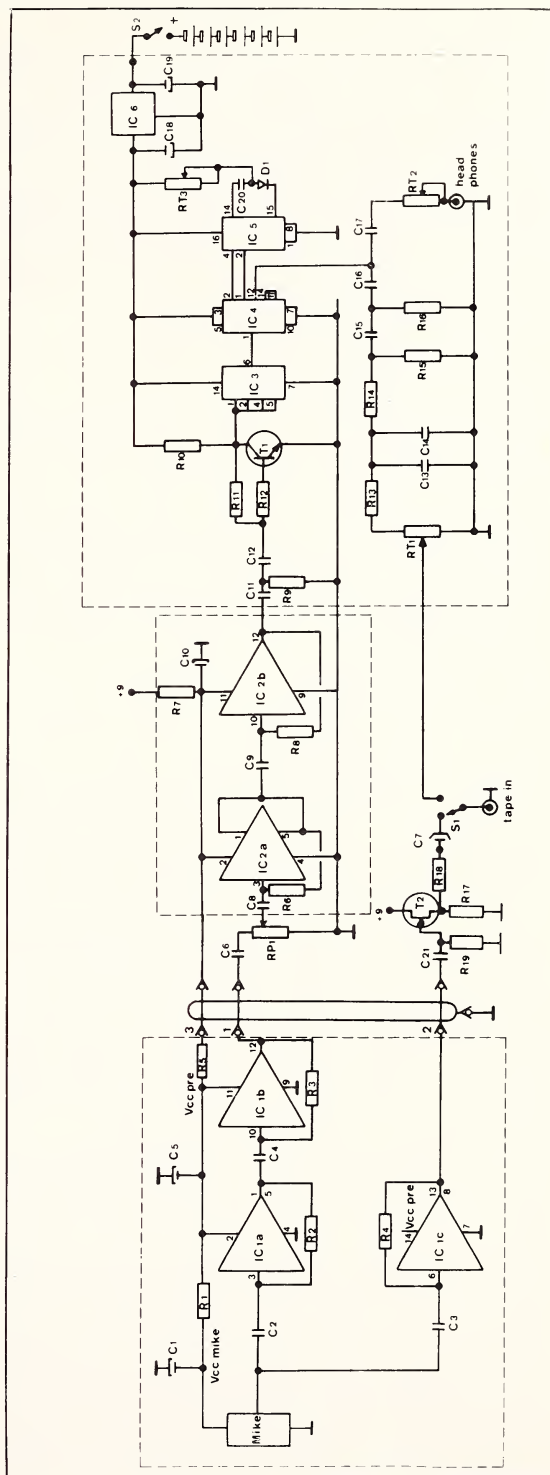 S2
+
IC 6
C19
C18
RT3
C20
D1
14
15
16
IC 5
4
2
1
8
2
1
12
14
3
5
IC 4
10
7
1
6
14
IC 3
1
2
4
5
7
R10
T1
R11
R12
C12
C11
R9
C17
RT2
head
phones
C16
C15
R16
R15
R14
C14
C13
R13
RT1
+9
R7
C10
11
12
IC 2b
10
9
R8
C9
2
1
IC 2a
5
3
4
C8
R6
RP1
C6
S1
tape in
C7
R18
+9
T2
R17
R19
C21
3
1
2
Vcc pre
R5
12
11
IC 1b
9
10
R3
C4
C5
1
5
2
IC 1a
4
3
R2
R1
C2
C1
Vcc mike
Mike
R4
13
8
Vcc pre
14
IC 1c
7
6
C3